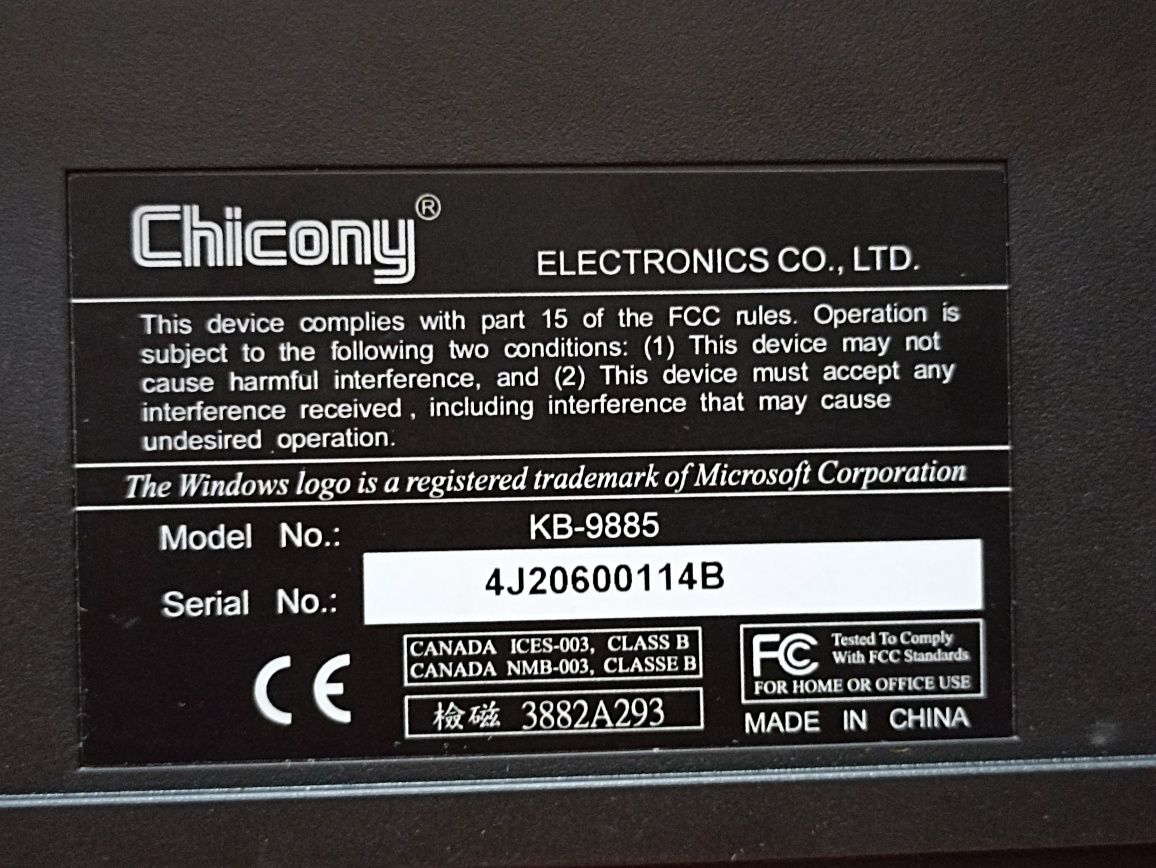 Chicony®
ELECTRONICS CO., LTD.
This device complies with part 15 of the FCC rules. Operation is
subject to the following two conditions: (1) This device may not
cause harmful interference, and (2) This device must accept any
interference received, including interference that may cause
undesired operation.
The Windows logo is a registered trademark of Microsoft Corporation
Model No.: KB-9885
Serial No.: 4J20600114B
CE
CANADA ICES-003, CLASS B
CANADA NMB-003, CLASSE B
檢磁 3882A293
FC Tested To Comply
With FCC Standards
FOR HOME OR OFFICE USE
MADE IN CHINA